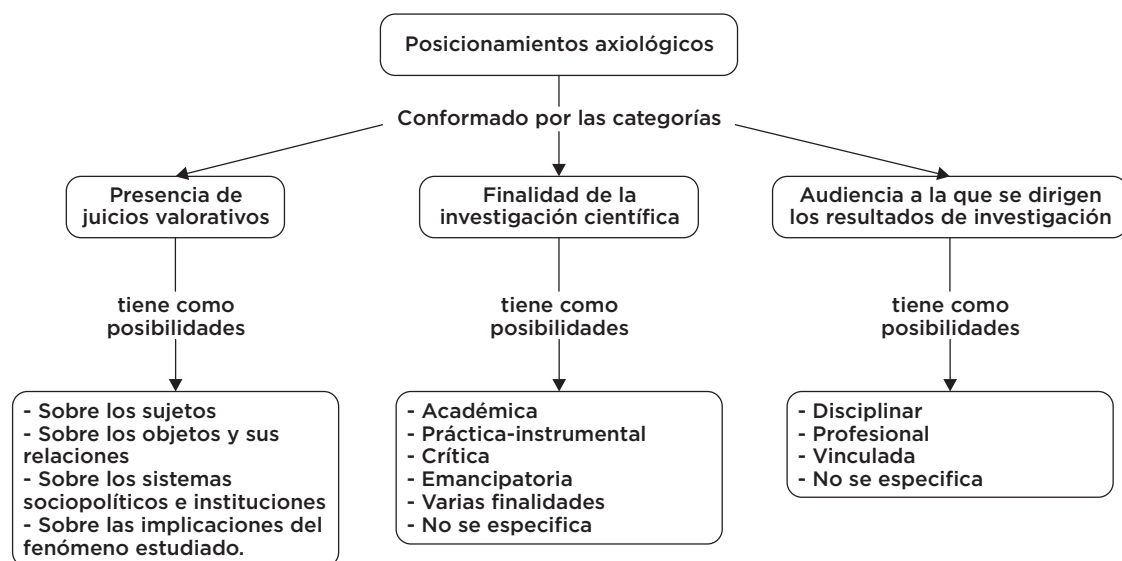 Posicionamientos axiológicos
Conformado por las categorías
Presencia de
juicios valorativos
Finalidad de la
investigación científica
Audiencia a la que se dirigen
los resultados de investigación
tiene como
posibilidades
tiene como
posibilidades
tiene como
posibilidades
- Sobre los sujetos
- Sobre los objetos y sus
relaciones
- Sobre los sistemas
sociopolíticos e instituciones
- Sobre las implicaciones del
fenómeno estudiado.
- Académica
- Práctica-instrumental
- Crítica
- Emancipatoria
- Varias finalidades
- No se especifica
- Disciplinar
- Profesional
- Vinculada
- No se especifica